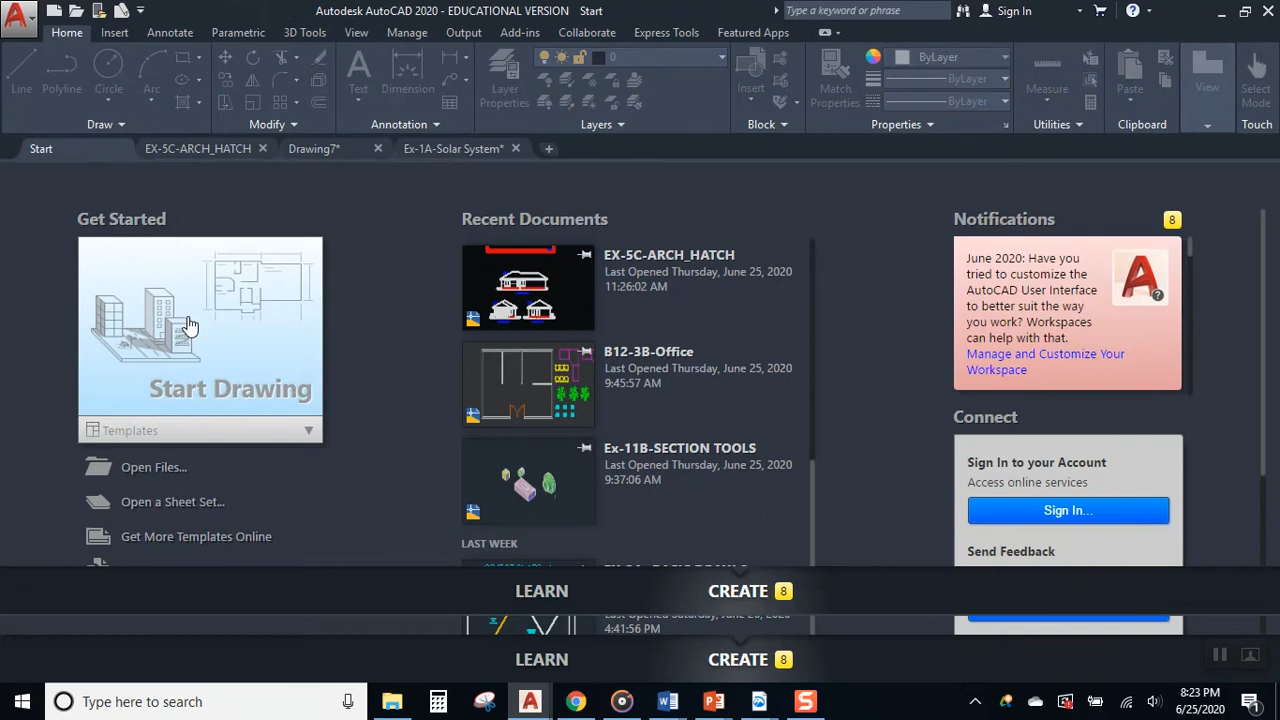 Autodesk AutoCAD 2020 - EDUCATIONAL VERSION Start
Type a keyword or phrase
Sign In
Home Insert Annotate Parametric 3D Tools View Manage Output Add-ins Collaborate Express Tools Featured Apps
Line Polyline Circle Arc
Text Dimension
Layer Properties
0
Insert
Match Properties
ByLayer
ByLayer
ByLayer
Measure
Paste
View
Select Mode
Draw Modify Annotation Layers Block Properties Utilities Clipboard Touch
Start EX-5C-ARCH_HATCH Drawing7* Ex-1A-Solar System*
Get Started
Start Drawing
Templates
Open Files...
Open a Sheet Set...
Get More Templates Online
Recent Documents
EX-5C-ARCH_HATCH
Last Opened Thursday, June 25, 2020
11:26:02 AM
B12-3B-Office
Last Opened Thursday, June 25, 2020
9:45:57 AM
Ex-11B-SECTION TOOLS
Last Opened Thursday, June 25, 2020
9:37:06 AM
LAST WEEK
4:41:56 PM
Notifications 8
June 2020: Have you
tried to customize the
AutoCAD User Interface
to better suit the way
you work? Workspaces
can help with that.
Manage and Customize Your
Workspace
Connect
Sign In to your Account
Access online services
Sign In...
Send Feedback
LEARN CREATE 8
LEARN CREATE 8
Type here to search
8:23 PM
6/25/2020